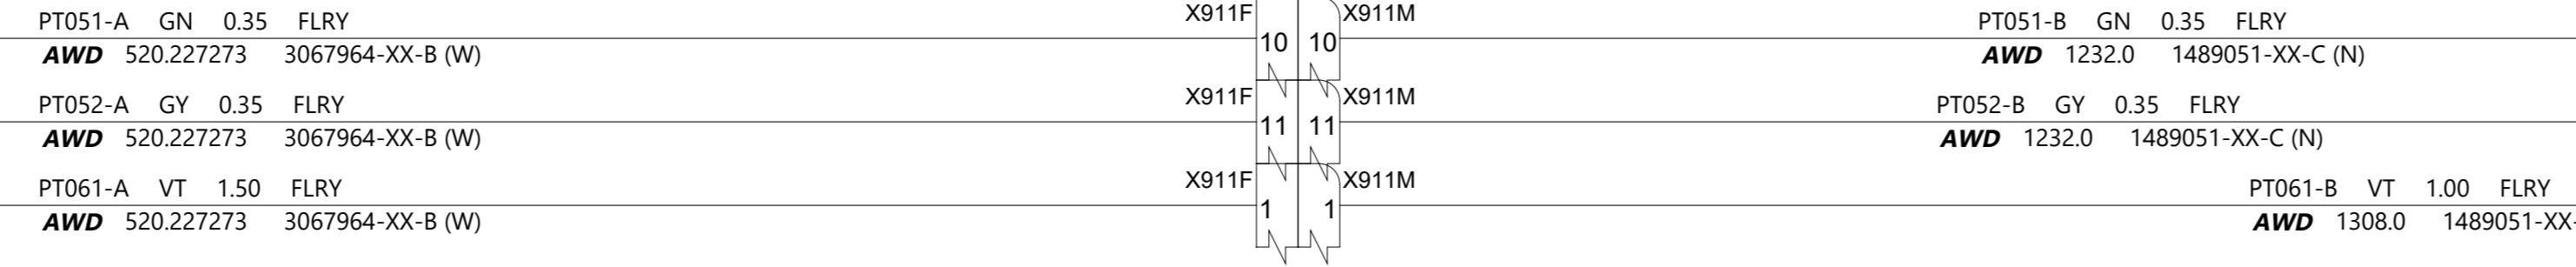 PT051-A GN 0.35 FLRY X911F X911M PT051-B GN 0.35 FLRY
10 10
AWD 520.227273 3067964-XX-B (W) AWD 1232.0 1489051-XX-C (N)
PT052-A GY 0.35 FLRY X911F X911M PT052-B GY 0.35 FLRY
11 11
AWD 520.227273 3067964-XX-B (W) AWD 1232.0 1489051-XX-C (N)
PT061-A VT 1.50 FLRY X911F X911M PT061-B VT 1.00 FLRY
1 1
AWD 520.227273 3067964-XX-B (W) AWD 1308.0 1489051-XX-